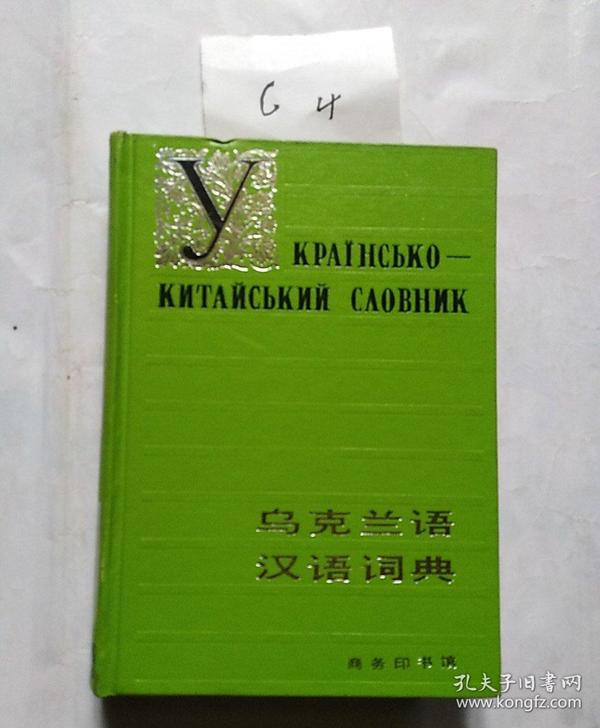 G4
УКРАЇНСЬКО—
КИТАЙСЬКИЙ СЛОВНИК
乌克兰语
汉语词典
商务印书馆
孔夫子旧书网
www.kongfz.com